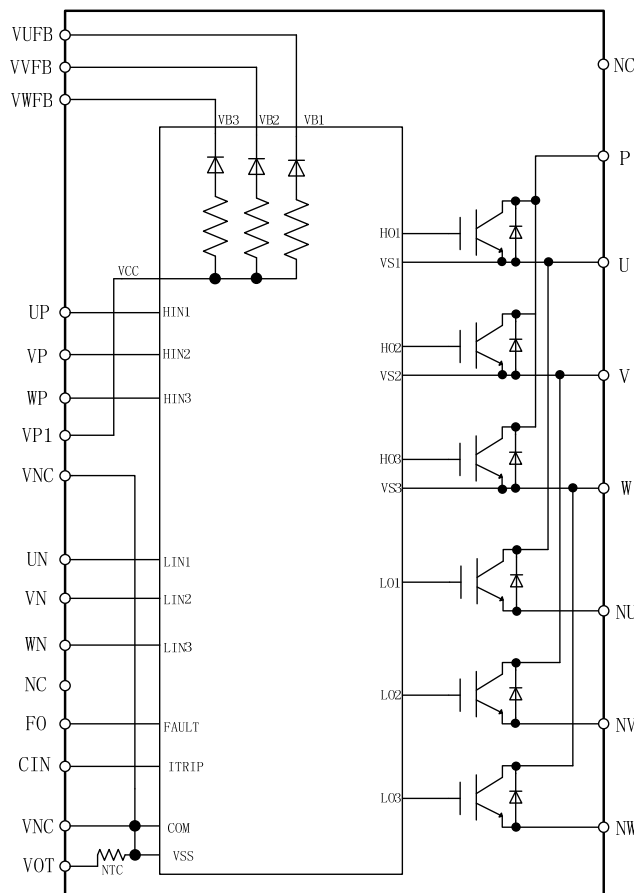 VUFB
VVFB
VWFB
VB3
VB2
VB1
NC
P
HO1
VS1
U
VCC
UP
HIN1
VP
HIN2
HO2
VS2
V
WP
HIN3
VP1
VNC
HO3
VS3
W
UN
LIN1
VN
LIN2
LO1
NU
WN
LIN3
NC
FO
FAULT
LO2
NV
CIN
ITRIP
LO3
VNC
COM
NW
VSS
VOT
NTC